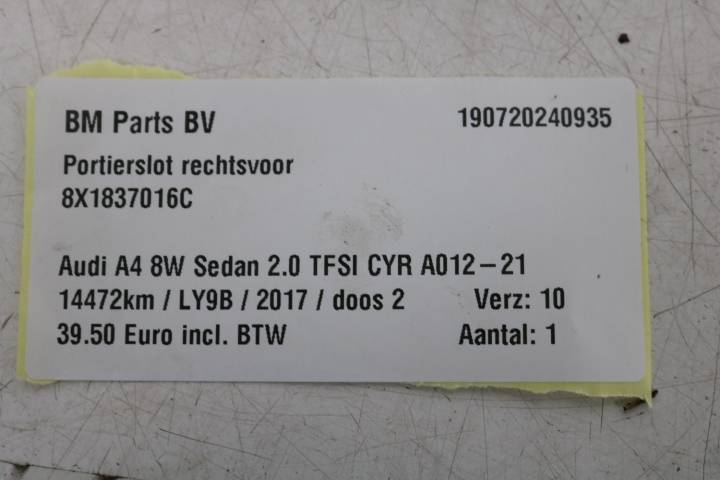 BM Parts BV 190720240935
Portierslot rechtsvoor
8X1837016C
Audi A4 8W Sedan 2.0 TFSI CYR A012-21
14472km / LY9B / 2017 / doos 2 Verz: 10
39.50 Euro incl. BTW Aantal: 1